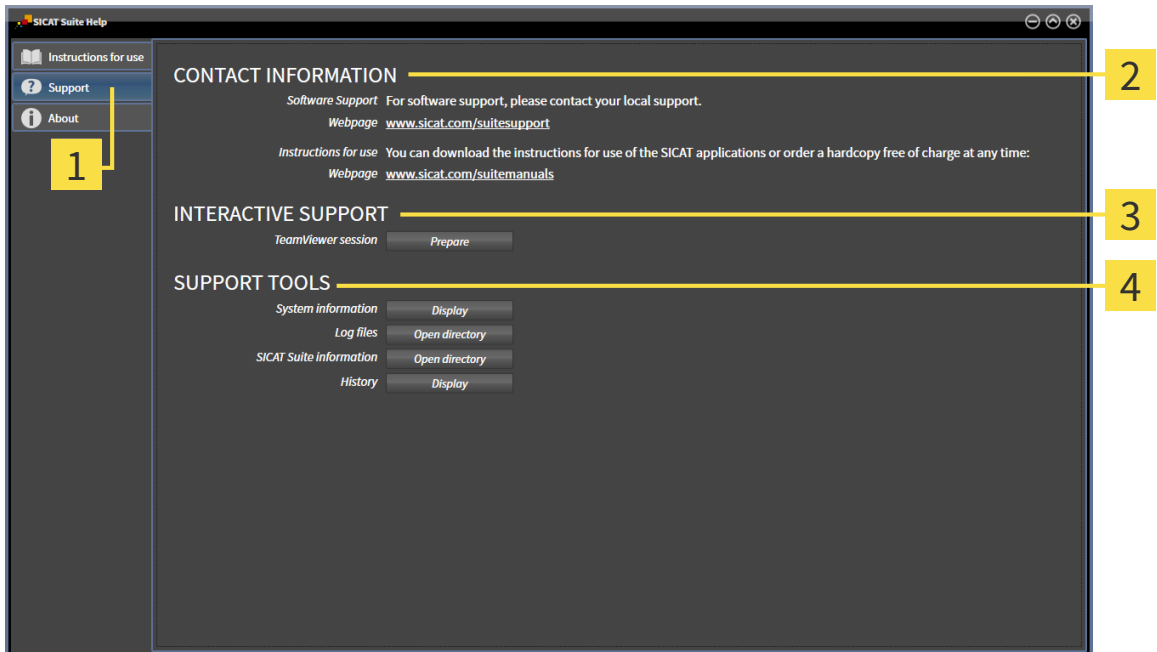 SICAT Suite Help
Instructions for use
Support
About
1
CONTACT INFORMATION
2
Software Support For software support, please contact your local support.
Webpage www.sicat.com/suitesupport
Instructions for use You can download the instructions for use of the SICAT applications or order a hardcopy free of charge at any time:
Webpage www.sicat.com/suitemanuals
INTERACTIVE SUPPORT
3
TeamViewer session Prepare
SUPPORT TOOLS
4
System information Display
Log files Open directory
SICAT Suite information Open directory
History Display